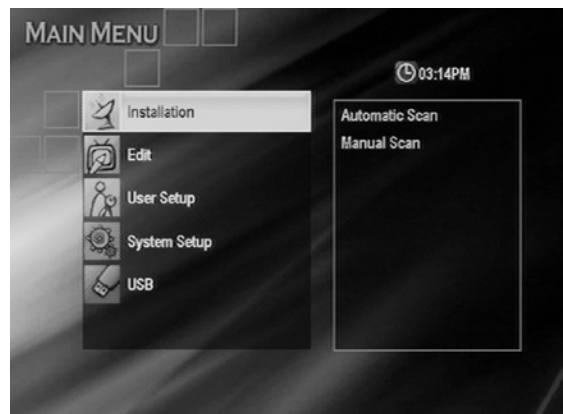 MAIN MENU
03:14PM
Installation
Edit
User Setup
System Setup
USB
Automatic Scan
Manual Scan